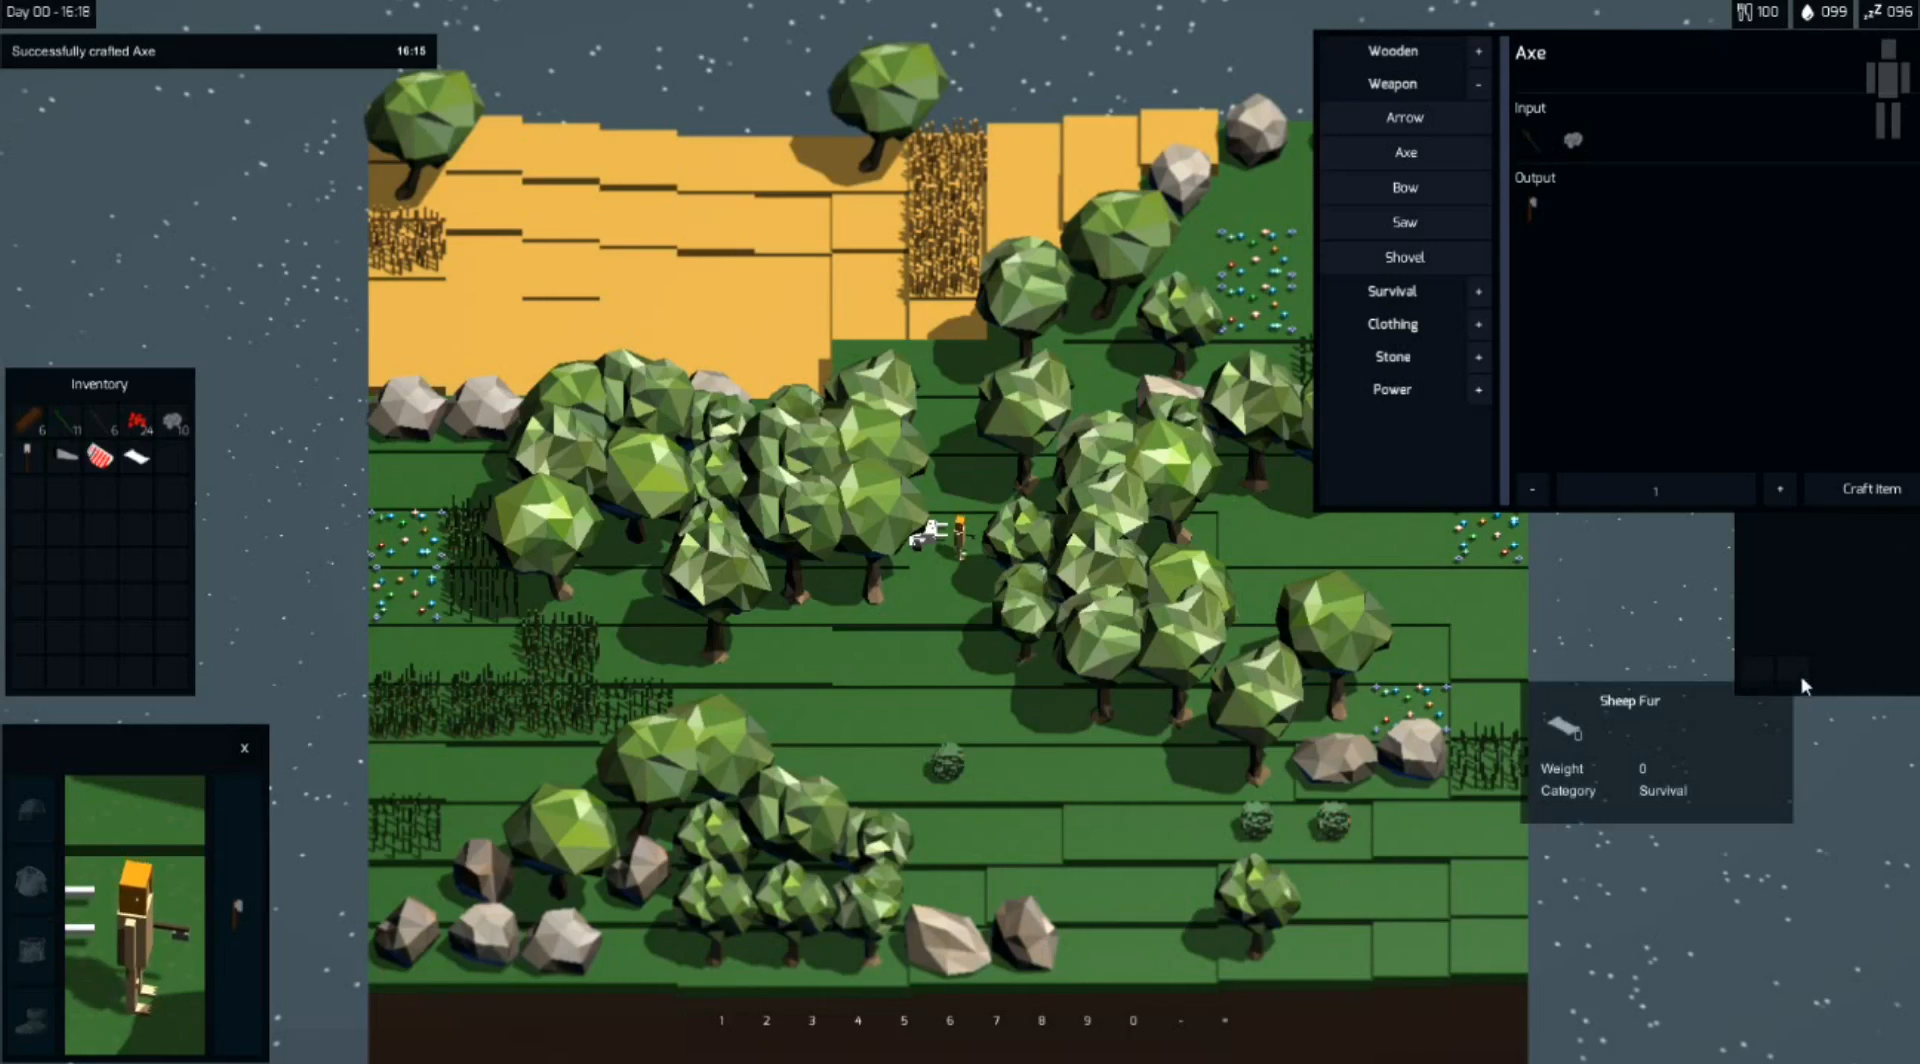 Day 00 - 16:18
100
099
zzZ 096
Successfully crafted Axe 16:15
Wooden +
Weapon -
Arrow
Axe
Bow
Saw
Shovel
Survival +
Clothing +
Stone +
Power +
Axe
Input
Output
- 1 + Craft Item
Inventory
6 11 6 24 10
Sheep Fur
0
Weight 0
Category Survival
X
1 2 3 4 5 6 7 8 9 0 - =